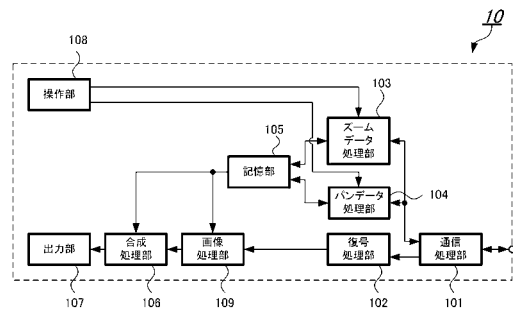 10
108
操作部
103
ズーム
データ
処理部
105
記憶部
パンデータ
処理部
104
出力部
合成
処理部
画像
処理部
復号
処理部
通信
処理部
107
106
109
102
101